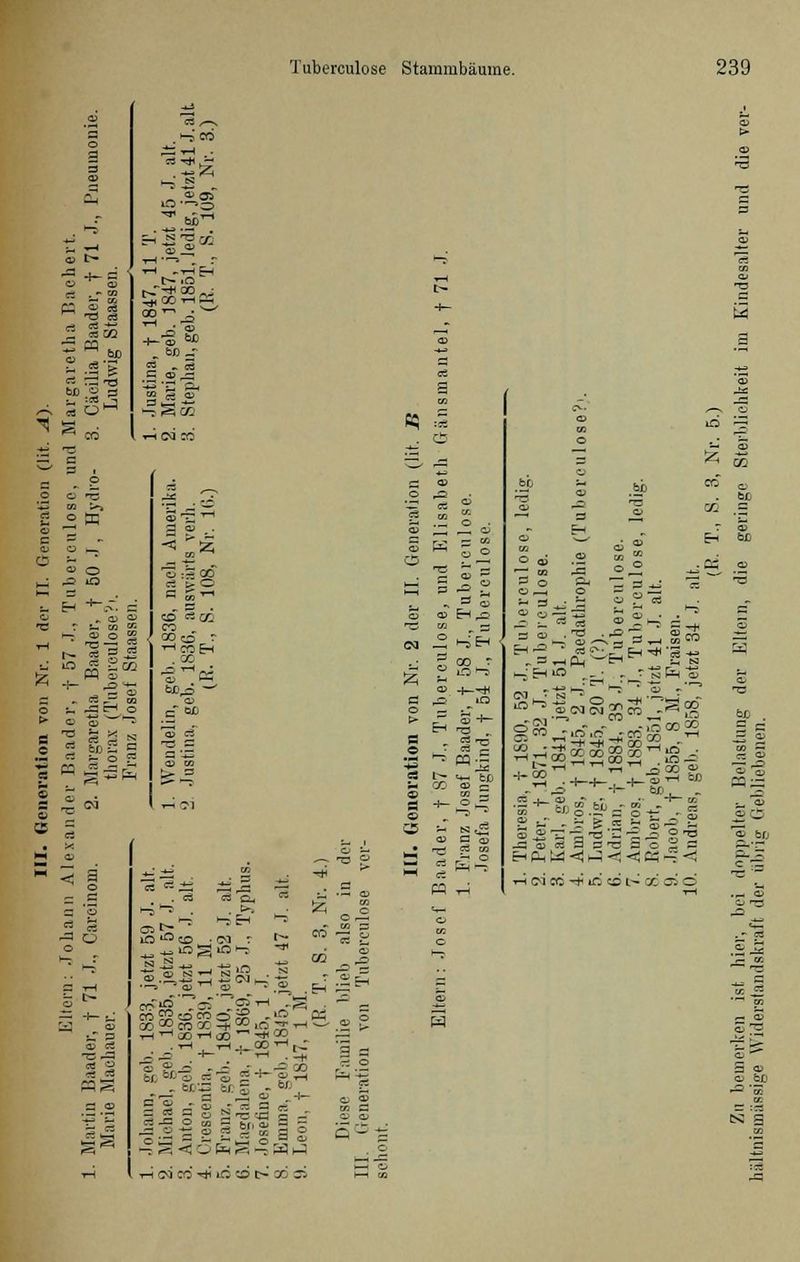 Tuberculose Stammbäume. 239
III. Generation von Nr. 1 der II. Generation (lit. A).
Eltern: Johann Alexander Baader, † 57 J., Tuberculose, und Margaretha Bachert.
1. Martin Baader, † 71 J., Carcinom.
Marie Machauer.
1. Johann, geb. 1833, jetzt 59 J. alt.
2. Michael, geb. 1835, jetzt 57 J. alt.
3. Anton, geb. 1836, jetzt 56 J. alt.
4. Crescentia, † 1839, 11 M.
5. Franz, geb. 1840, jetzt 52 J. alt.
6. Magdalena, † 1869, 25 J., Typhus.
7. Josefine, † 1845, 1 J.
8. Emma, geb. 1845, jetzt 47 J. alt.
9. Leon, † 1847, 1 M.
(R. T., S. 3, Nr. 4.)
Diese Familie blieb also in der
III. Generation von Tuberculose ver-
schont.
2. Margaretha Baader, † 50 J., Hydro-
thorax (Tuberculose?).
Franz Josef Staassen.
1. Wendelin, geb. 1836, nach Amerika.
2. Justina, geb. 1836, auswärts verh.
(R. T., S. 108, Nr. 16.)
3. Cäcilia Baader, † 71 J., Pneumonie.
Ludwig Staassen.
1. Justina, † 1847, 11 T.
2. Marie, geb. 1847, jetzt 45 J. alt.
3. Stephan, geb. 1851, ledig, jetzt 41 J. alt
(R. T., S. 109, Nr. 3.)
III. Generation von Nr. 2 der II. Generation (lit. B
Eltern: Josef Baader, † 87 J., Tuberculose, und Elisabeth Gänsmantel, † 71 J.
1. Franz Josef Baader, † 58 J., Tuberculose.
Josefa Jungkind, † 54 J., Tuberculose.
1. Theresia, † 1890, 52 J., Tuberculose, ledig.
2. Peter, † 1871, 32 J., Tuberculose.
3. Karl, geb. 1841, jetzt 51 J. alt.
4. Ambros, † 1845, 2 J., Paedathrophie (Tuberculose?).
5. Ludwig, † 1845, 20 T. (?).
6. Adrian, † 1884, 38 J., Tuberculose.
7. Ambros, † 1883, 34 J., Tuberculose, ledig.
8. Robert, geb. 1851, jetzt 41 J. alt.
9. Jacob, † 1855, 8 M., Fraisen.
10. Andreas, geb. 1858, jetzt 34 J. alt.
(R. T., S. 3, Nr. 5.)
Zu bemerken ist hier, bei doppelter Belastung der Eltern, die geringe Sterblichkeit im Kindesalter und die ver-
hältnismässige Widerstandskraft der übrig Gebliebenen.